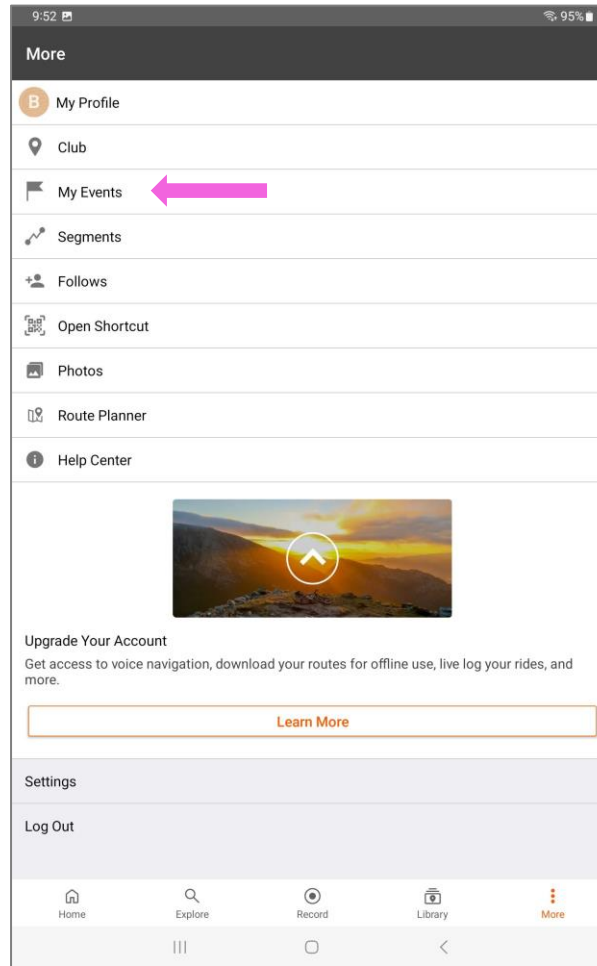 9:52 95%
More
B My Profile
Club
My Events
Segments
Follows
Open Shortcut
Photos
Route Planner
Help Center
Upgrade Your Account
Get access to voice navigation, download your routes for offline use, live log your rides, and
more.
Learn More
Settings
Log Out
Home Explore Record Library More